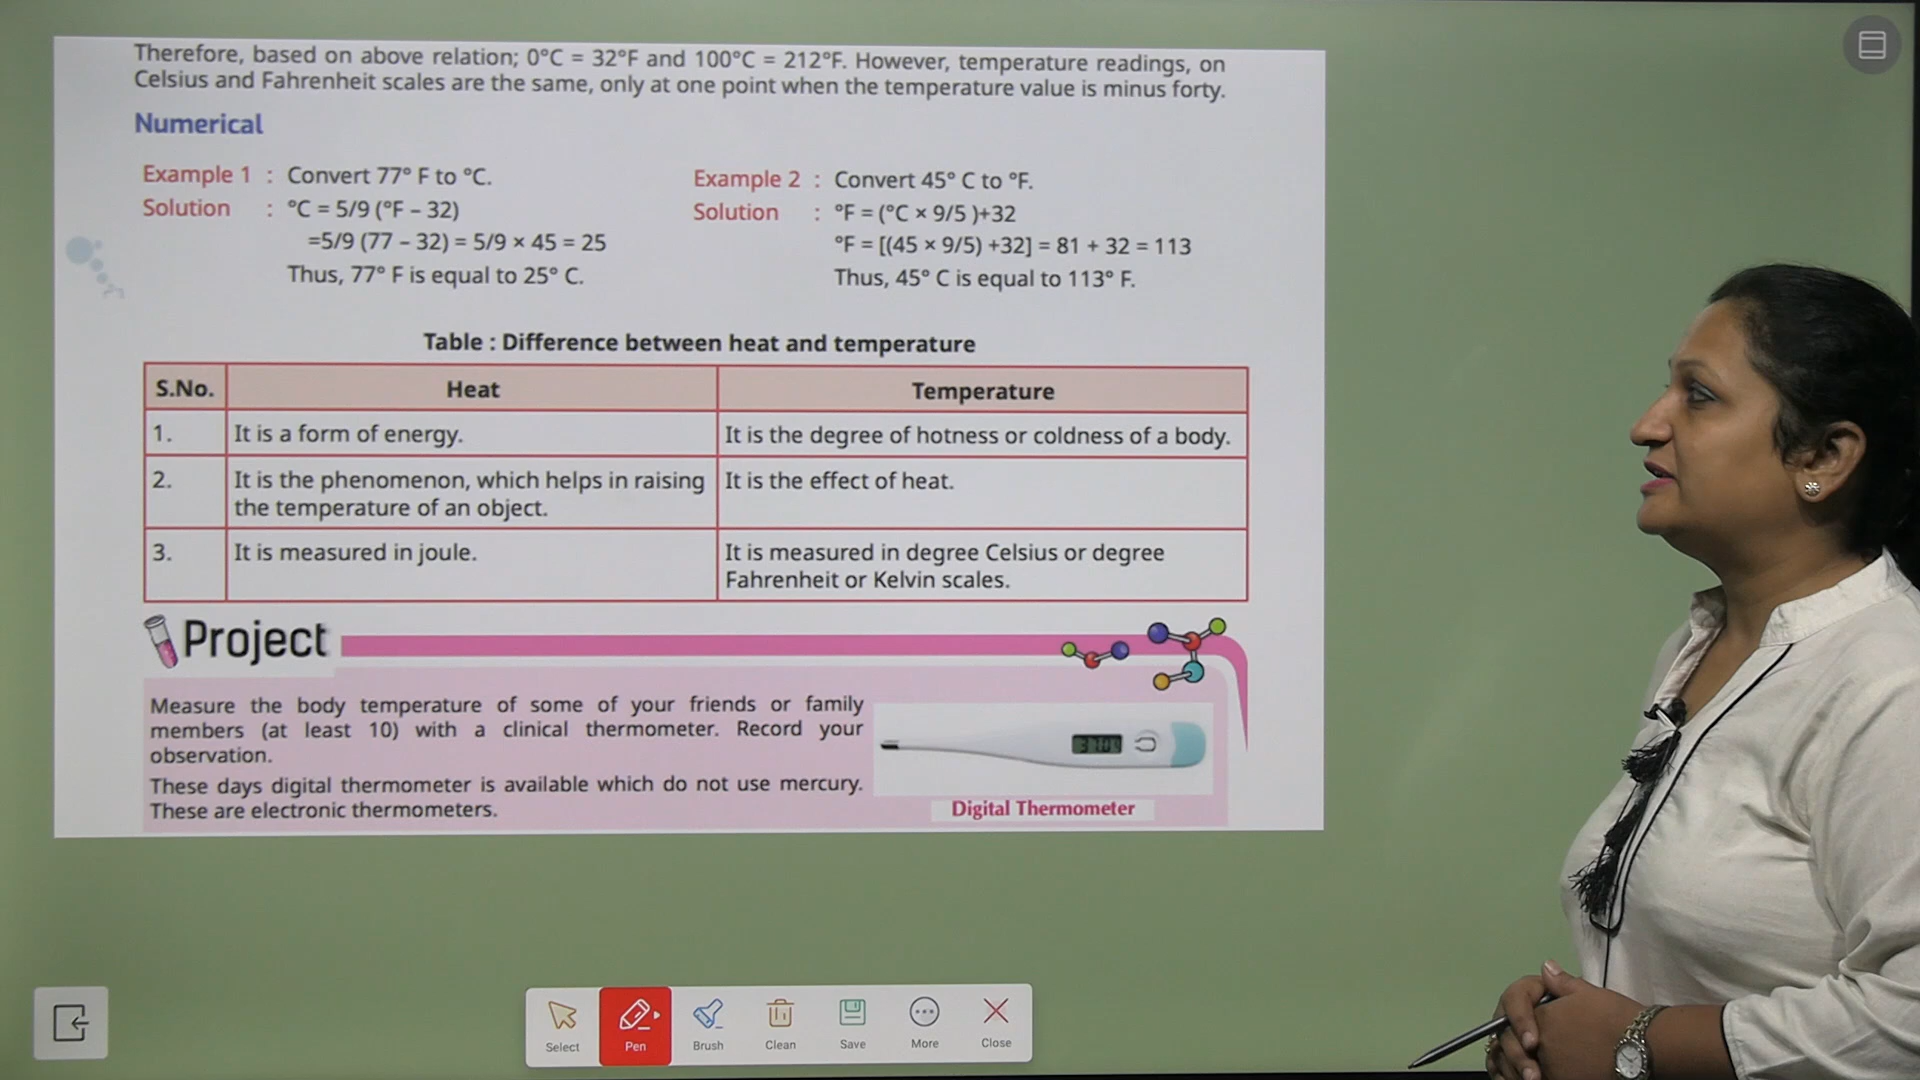 Therefore, based on above relation; 0°C = 32°F and 100°C = 212°F. However, temperature readings, on
Celsius and Fahrenheit scales are the same, only at one point when the temperature value is minus forty.
Numerical
Example 1 : Convert 77° F to °C.
Solution : °C = 5/9 (°F – 32)
=5/9 (77 – 32) = 5/9 × 45 = 25
Thus, 77° F is equal to 25° C.
Example 2 : Convert 45° C to °F.
Solution : °F = (°C × 9/5 )+32
°F = [(45 × 9/5) +32] = 81 + 32 = 113
Thus, 45° C is equal to 113° F.
Table : Difference between heat and temperature
S.No. Heat Temperature
1. It is a form of energy. It is the degree of hotness or coldness of a body.
2. It is the phenomenon, which helps in raising It is the effect of heat.
the temperature of an object.
3. It is measured in joule. It is measured in degree Celsius or degree
Fahrenheit or Kelvin scales.
Project
Measure the body temperature of some of your friends or family
members (at least 10) with a clinical thermometer. Record your
observation.
These days digital thermometer is available which do not use mercury.
These are electronic thermometers.
Digital Thermometer
Select Pen Brush Clean Save More Close